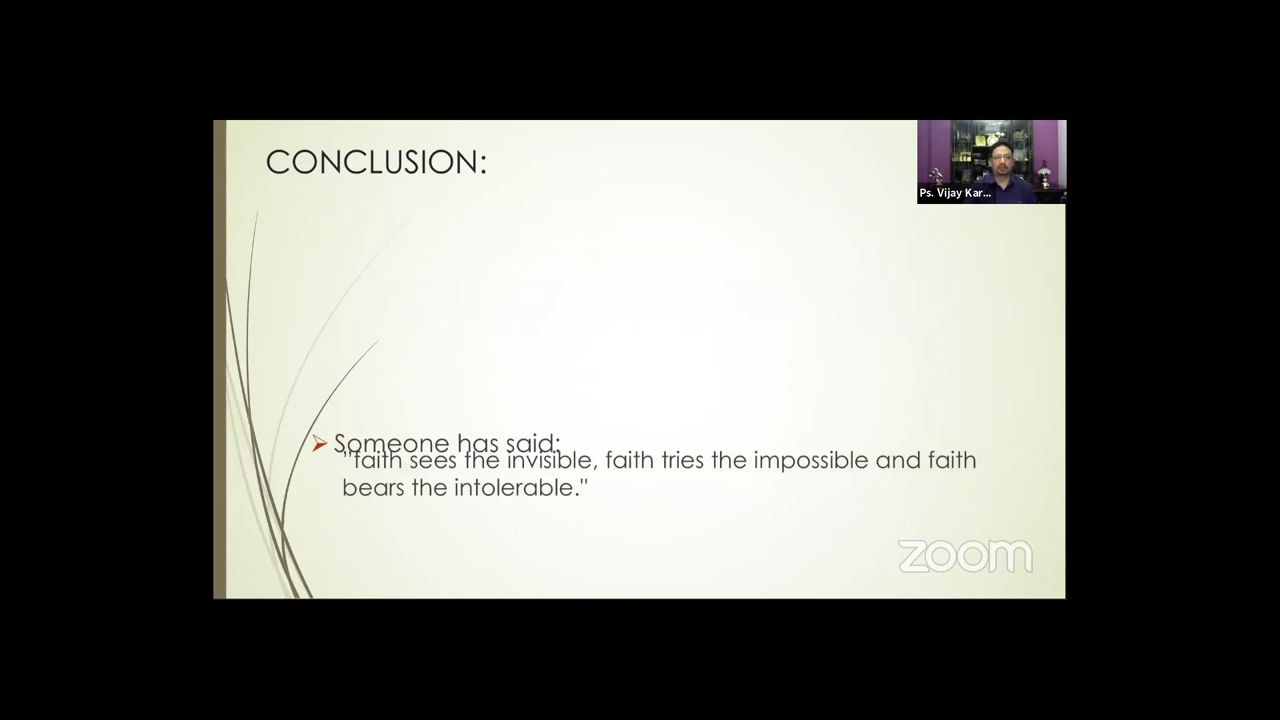 CONCLUSION:
Ps. Vijay Kar...
Someone has said:
"faith sees the invisible, faith tries the impossible and faith
bears the intolerable."
zoom